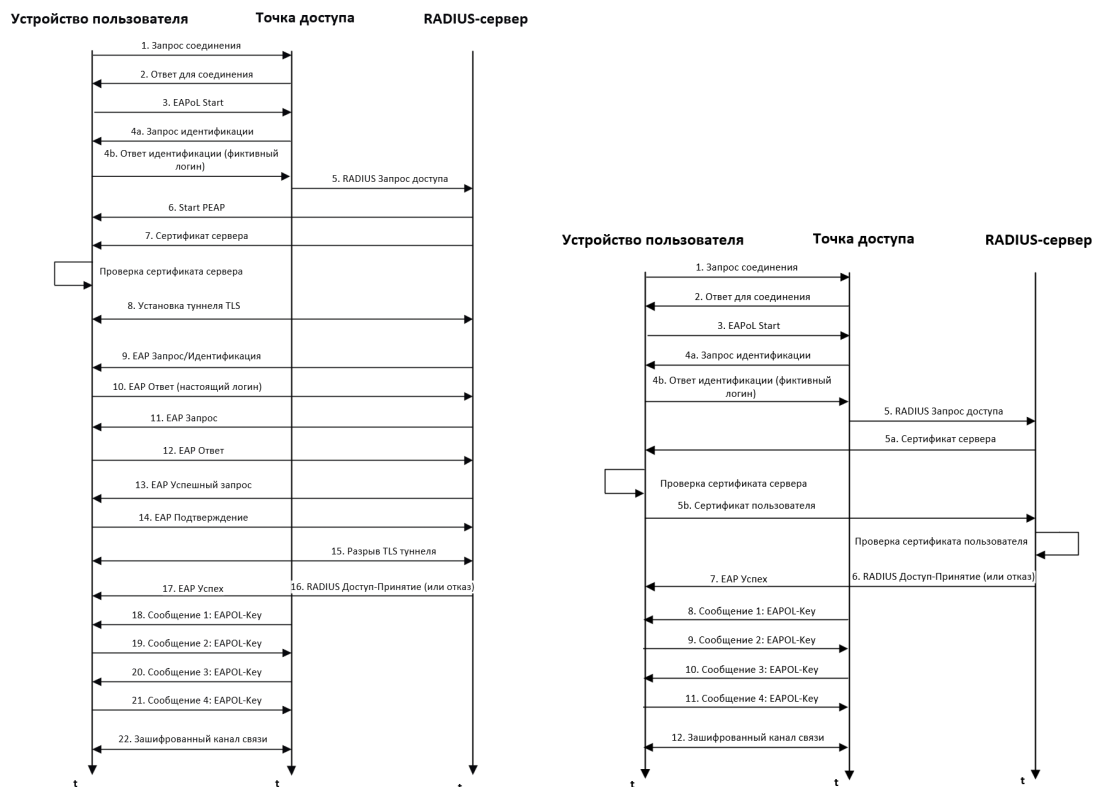 Устройство пользователя
Точка доступа
RADIUS-сервер
1. Запрос соединения
2. Ответ для соединения
3. EAPoL Start
4a. Запрос идентификации
4b. Ответ идентификации (фиктивный
логин)
5. RADIUS Запрос доступа
6. Start PEAP
7. Сертификат сервера
Проверка сертификата сервера
8. Установка туннеля TLS
9. EAP Запрос/Идентификация
10. EAP Ответ (настоящий логин)
11. EAP Запрос
12. EAP Ответ
13. EAP Успешный запрос
14. EAP Подтверждение
15. Разрыв TLS туннеля
16. RADIUS Доступ-Принятие (или отказ)
17. EAP Успех
18. Сообщение 1: EAPOL-Key
19. Сообщение 2: EAPOL-Key
20. Сообщение 3: EAPOL-Key
21. Сообщение 4: EAPOL-Key
22. Зашифрованный канал связи
t
t
t
Устройство пользователя
Точка доступа
RADIUS-сервер
1. Запрос соединения
2. Ответ для соединения
3. EAPoL Start
4a. Запрос идентификации
4b. Ответ идентификации (фиктивный
логин)
5. RADIUS Запрос доступа
5a. Сертификат сервера
Проверка сертификата сервера
5b. Сертификат пользователя
Проверка сертификата пользователя
6. RADIUS Доступ-Принятие (или отказ)
7. EAP Успех
8. Сообщение 1: EAPOL-Key
9. Сообщение 2: EAPOL-Key
10. Сообщение 3: EAPOL-Key
11. Сообщение 4: EAPOL-Key
12. Зашифрованный канал связи
t
t
t